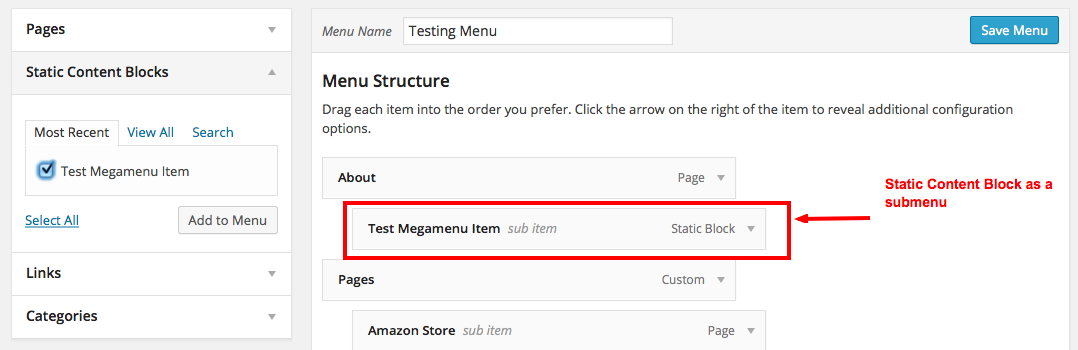 Pages
Static Content Blocks
Most Recent View All Search
Test Megamenu Item
Select All Add to Menu
Links
Categories
Menu Name Testing Menu Save Menu
Menu Structure
Drag each item into the order you prefer. Click the arrow on the right of the item to reveal additional configuration
options.
About Page
Test Megamenu Item sub item Static Block
Static Content Block as a
submenu
Pages Custom
Amazon Store sub item Page